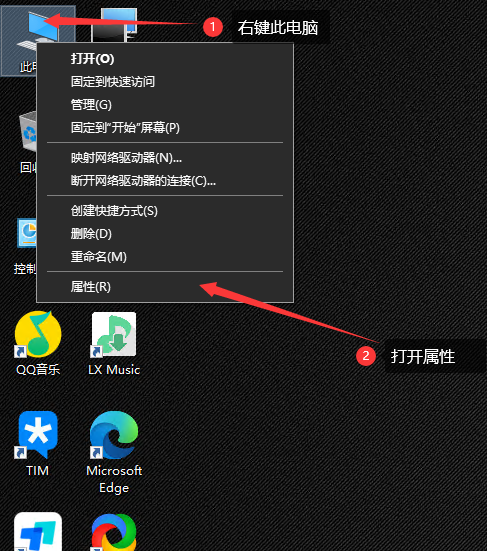 1 右键此电脑
此电
打开(O)
固定到快速访问
管理(G)
固定到"开始"屏幕(P)
映射网络驱动器(N)...
断开网络驱动器的连接(C)...
创建快捷方式(S)
删除(D)
重命名(M)
属性(R)
回收
控制
2 打开属性
QQ音乐
LX Music
TIM
Microsoft
Edge